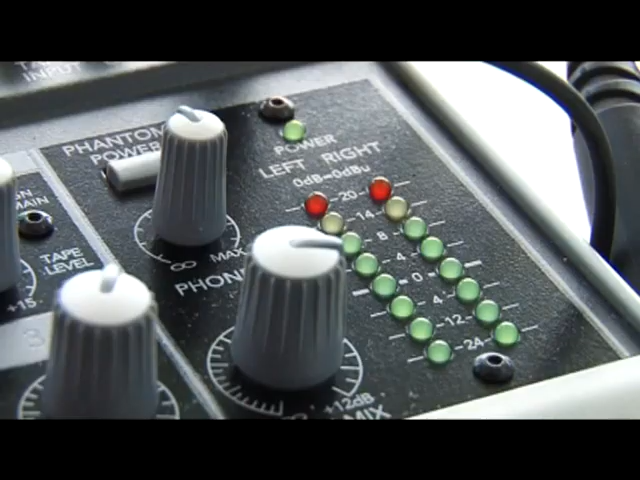 INPUT
PHANTOM
POWER
POWER
LEFT RIGHT
0dB=0dBu
20
14
8
4
0
4
12
24
MAIN
TAPE
LEVEL
+15
∞ MAX
3
∞ +12dB
MIX